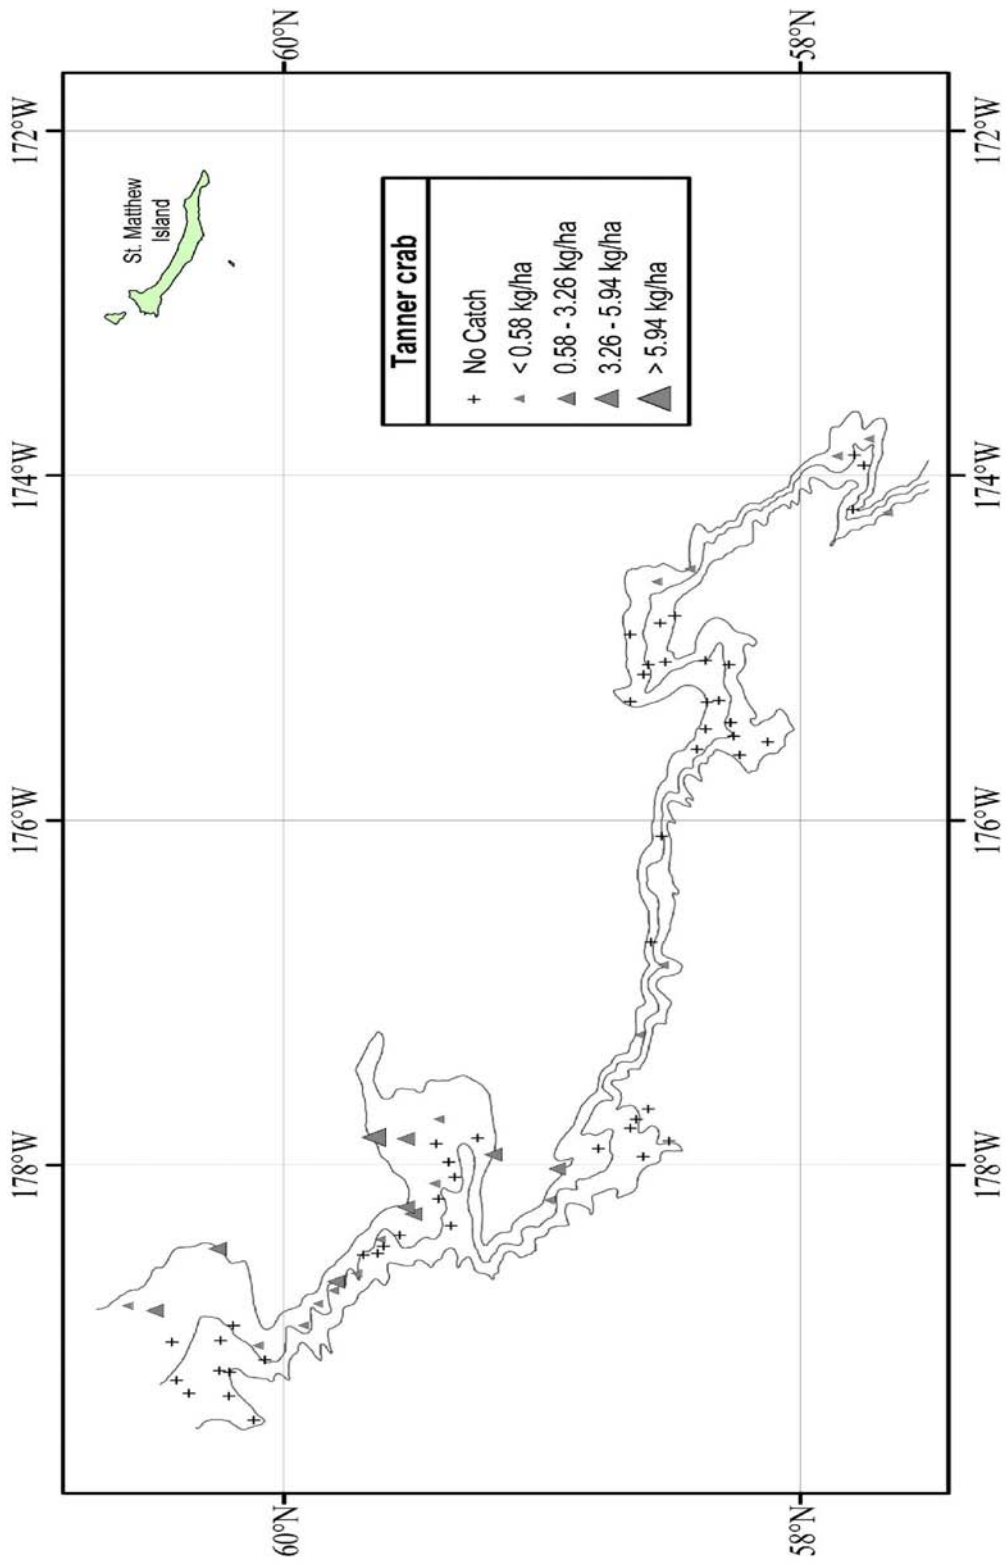 172°W
174°W
176°W
178°W
60°N
60°N
St. Matthew
Island
Tanner crab
No Catch
< 0.58 kg/ha
0.58 - 3.26 kg/ha
3.26 - 5.94 kg/ha
> 5.94 kg/ha
58°N
58°N
178°W
176°W
174°W
172°W